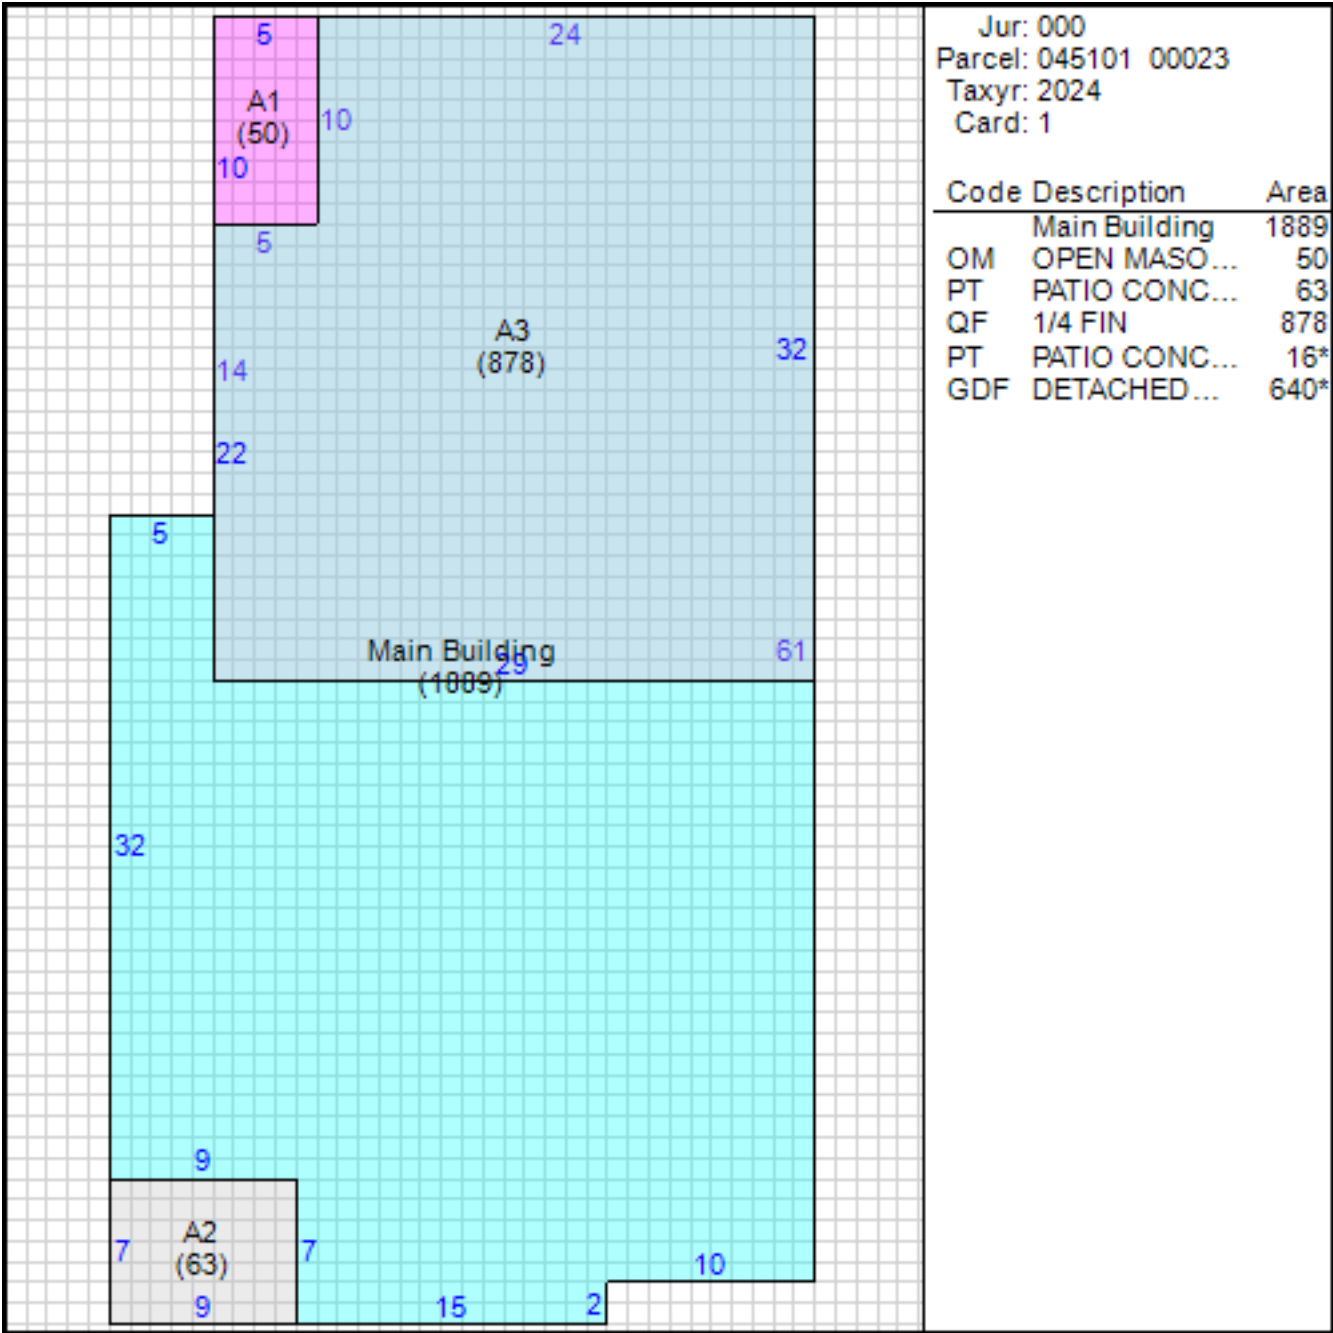 5
24
A1
(50)
10
10
5
A3
(878)
32
14
22
5
Main Building
61
29
32
9
A2
(63)
7
7
10
9
15
2
Jur: 000
Parcel: 045101 00023
Taxyr: 2024
Card: 1
Code Description Area
Main Building 1889
OM OPEN MASO... 50
PT PATIO CONC... 63
QF 1/4 FIN 878
PT PATIO CONC... 16*
GDF DETACHED... 640*